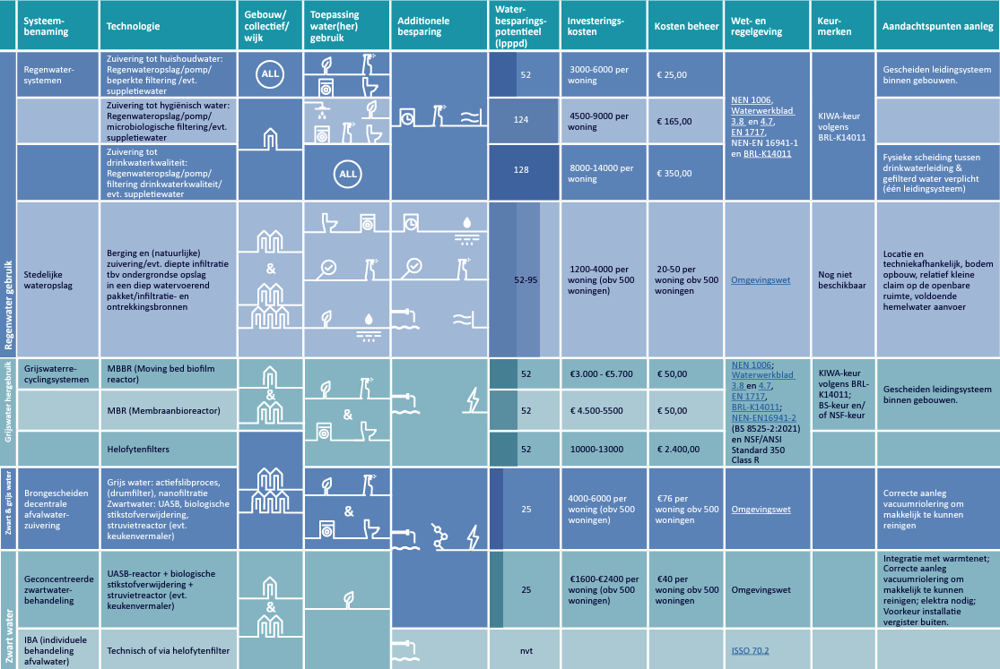 Systeem-
benaming
Technologie
Gebouw/
collectief/
wijk
Toepassing
water(her)
gebruik
Additionele
besparing
Water-
besparings-
potentieel
(lpppd)
Investerings-
kosten
Kosten beheer
Wet- en
regelgeving
Keur-
merken
Aandachtspunten aanleg
Regenwater gebruik
Regenwater-
systemen
Zuivering tot huishoudwater:
Regenwateropslag/pomp/
beperkte filtering /evt.
suppletiewater
ALL
52
3000-6000 per
woning
€ 25,00
NEN 1006,
Waterwerkblad
3.8 en 4.7,
EN 1717,
NEN-EN 16941-1
en BRL-K14011
KIWA-keur
volgens
BRL-K14011
Gescheiden leidingsysteem
binnen gebouwen.
Zuivering tot hygiënisch water:
Regenwateropslag/pomp/
microbiologische filtering/evt.
suppletiewater
124
4500-9000 per
woning
€ 165,00
Zuivering tot
drinkwaterkwaliteit:
Regenwateropslag/pomp/
filtering drinkwaterkwaliteit/
evt. suppletiewater
ALL
128
8000-14000 per
woning
€ 350,00
Fysieke scheiding tussen
drinkwaterleiding &
gefilterd water verplicht
(één leidingsysteem)
Stedelijke
wateropslag
Berging en (natuurlijke)
zuivering/evt. diepte infiltratie
tbv ondergrondse opslag
in een diep watervoerend
pakket/infiltratie- en
ontrekkingsbronnen
&
52-95
1200-4000 per
woning (obv 500
woningen)
20-50 per
woning obv 500
woningen
Omgevingswet
Nog niet
beschikbaar
Locatie en
techniekafhankelijk, bodem
opbouw, relatief kleine
claim op de openbare
ruimte, voldoende
hemelwater aanvoer
Grijswater hergebruik
Grijswaterre-
cyclingsystemen
MBBR (Moving bed biofilm
reactor)
&
&
52
€3.000 - €5.700
€ 50,00
NEN 1006;
Waterwerkblad
3.8 en 4.7,
EN 1717,
BRL-K14011;
NEN-EN16941-2
(BS 8525-2:2021)
en NSF/ANSI
Standard 350
Class R
KIWA-keur
volgens BRL-
K14011;
BS-keur en/
of NSF-keur
Gescheiden leidingsysteem
binnen gebouwen.
MBR (Membraanbioreactor)
52
€ 4.500-5500
€ 50,00
Helofytenfilters
52
10000-13000
€ 2.400,00
Zwart & grijs water
Brongescheiden
decentrale
afvalwater-
zuivering
Grijs water: actiefslibproces,
(drumfilter), nanofiltratie
Zwartwater: UASB, biologische
stikstofverwijdering,
struvietreactor (evt.
keukenvermaler)
&
25
4000-6000 per
woning (obv 500
woningen)
€76 per
woning obv 500
woningen
Omgevingswet
Correcte aanleg
vacuumriolering om
makkelijk te kunnen
reinigen
Zwart water
Geconcentreerde
zwartwater-
behandeling
UASB-reactor + biologische
stikstofverwijdering +
struvietreactor (evt.
keukenvermaler)
&
25
€1600-€2400 per
woning (obv 500
woningen)
€40 per
woning obv 500
woningen
Omgevingswet
Integratie met warmtenet;
Correcte aanleg
vacuumriolering om
makkelijk te kunnen
reinigen; elektra nodig;
Voorkeur installatie
vergister buiten.
IBA (individuele
behandeling
afvalwater)
Technisch of via helofytenfilter
nvt
ISSO 70.2